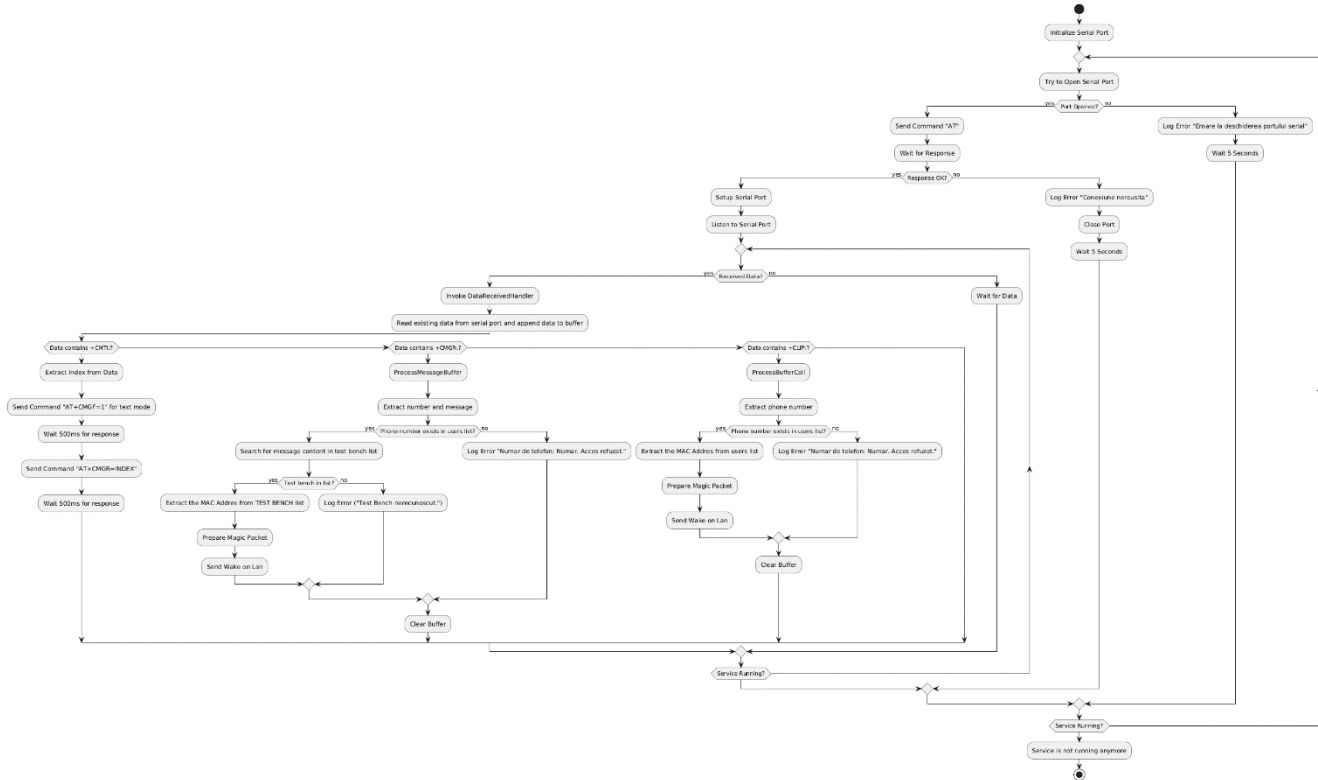 Initialize Serial Port
Try to Open Serial Port
yes Port Opened? no
Send Command "AT"
Log Error "Eroare la deschiderea portului serial"
Wait for Response
Wait 5 Seconds
yes Response OK? no
Setup Serial Port
Log Error "Conexiune nereusita"
Listen to Serial Port
Close Port
Wait 5 Seconds
yes Received Data? no
Invoke DataReceivedHandler
Wait for Data
Read existing data from serial port and append data to buffer
Data contains +CMTI:?
Data contains +CMGR:?
Data contains +CLIP:?
Extract Index from Data
ProcessMessageBuffer
ProcessBufferCall
Send Command "AT+CMGF=1" for text mode
Extract number and message
Extract phone number
Wait 500ms for response
yes Phone number exists in users list? no
yes Phone number exists in users list? no
Search for message content in test bench list
Log Error "Numar de telefon: Numar. Acces refuzat."
Extract the MAC Addres from users list
Log Error "Numar de telefon: Numar. Acces refuzat."
Send Command "AT+CMGR=INDEX"
yes Test bench in list? no
Prepare Magic Packet
Wait 500ms for response
Extract the MAC Addres from TEST BENCH list
Log Error ("Test Bench nerecunoscut.")
Send Wake on Lan
Prepare Magic Packet
Send Wake on Lan
Clear Buffer
Clear Buffer
Service Running?
Service Running?
Service is not running anymore